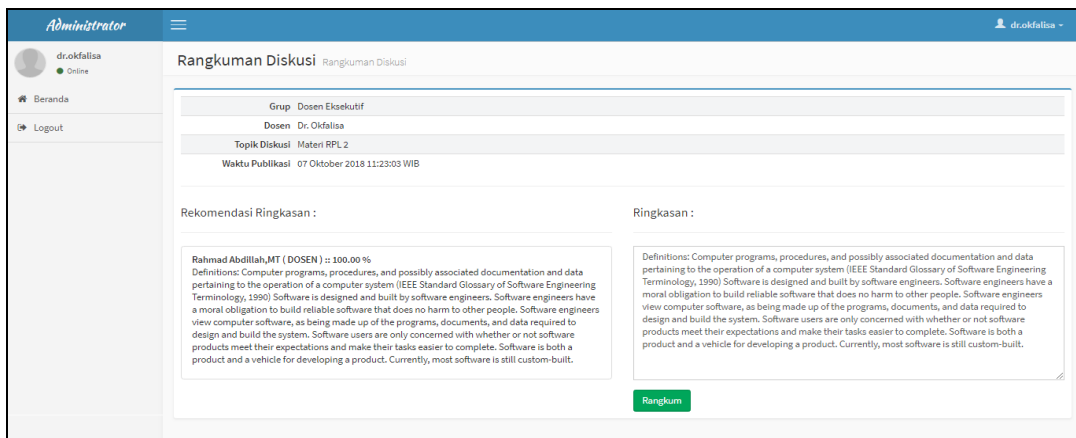 Administrator
dr.okfalisa
dr.okfalisa
Online
Beranda
Logout
Rangkuman Diskusi Rangkuman Diskusi
Grup Dosen Eksekutif
Dosen Dr. Okfalisa
Topik Diskusi Materi RPL 2
Waktu Publikasi 07 Oktober 2018 11:23:03 WIB
Rekomendasi Ringkasan :
Rahmad Abdillah,MT ( DOSEN ) :: 100.00 %
Definitions: Computer programs, procedures, and possibly associated documentation and data
pertaining to the operation of a computer system (IEEE Standard Glossary of Software Engineering
Terminology, 1990) Software is designed and built by software engineers. Software engineers have
a moral obligation to build reliable software that does no harm to other people. Software engineers
view computer software, as being made up of the programs, documents, and data required to
design and build the system. Software users are only concerned with whether or not software
products meet their expectations and make their tasks easier to complete. Software is both a
product and a vehicle for developing a product. Currently, most software is still custom-built.
Ringkasan :
Definitions: Computer programs, procedures, and possibly associated documentation and data
pertaining to the operation of a computer system (IEEE Standard Glossary of Software Engineering
Terminology, 1990) Software is designed and built by software engineers. Software engineers have a
moral obligation to build reliable software that does no harm to other people. Software engineers
view computer software, as being made up of the programs, documents, and data required to
design and build the system. Software users are only concerned with whether or not software
products meet their expectations and make their tasks easier to complete. Software is both a
product and a vehicle for developing a product. Currently, most software is still custom-built.
Rangkum